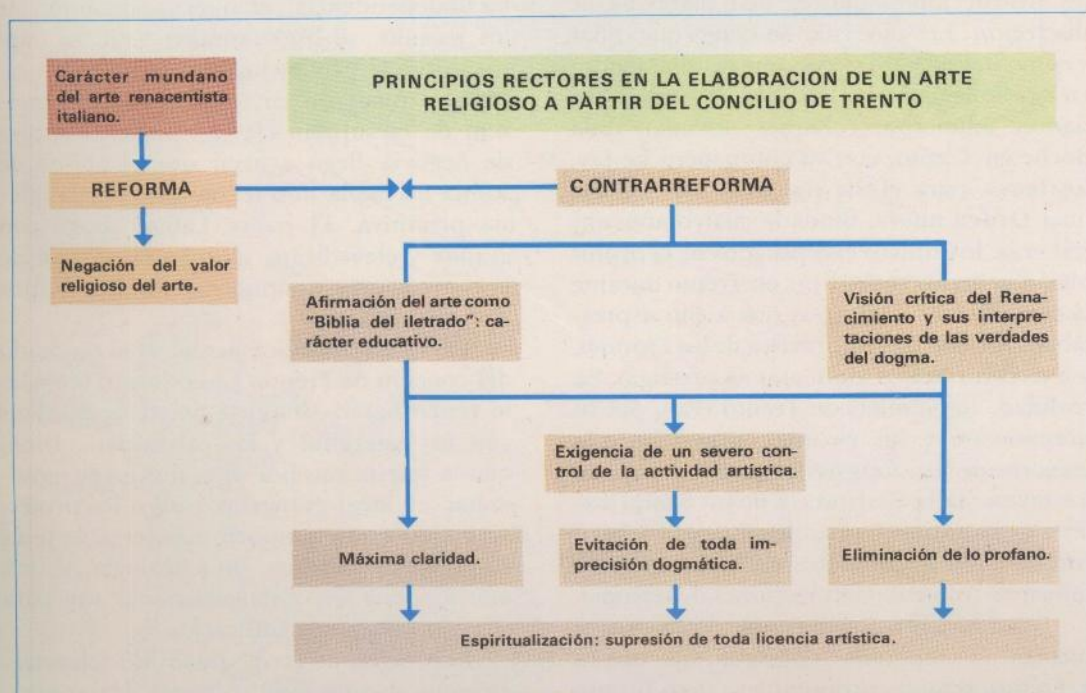 Carácter mundano
del arte renacentista
italiano.
PRINCIPIOS RECTORES EN LA ELABORACION DE UN ARTE
RELIGIOSO A PÀRTIR DEL CONCILIO DE TRENTO
REFORMA
CONTRARREFORMA
Negación del valor
religioso del arte.
Afirmación del arte como
"Biblia del iletrado": ca-
rácter educativo.
Visión crítica del Rena-
cimiento y sus interpre-
taciones de las verdades
del dogma.
Exigencia de un severo con-
trol de la actividad artística.
Máxima claridad.
Evitación de toda im-
precisión dogmática.
Eliminación de lo profano.
Espiritualización: supresión de toda licencia artística.